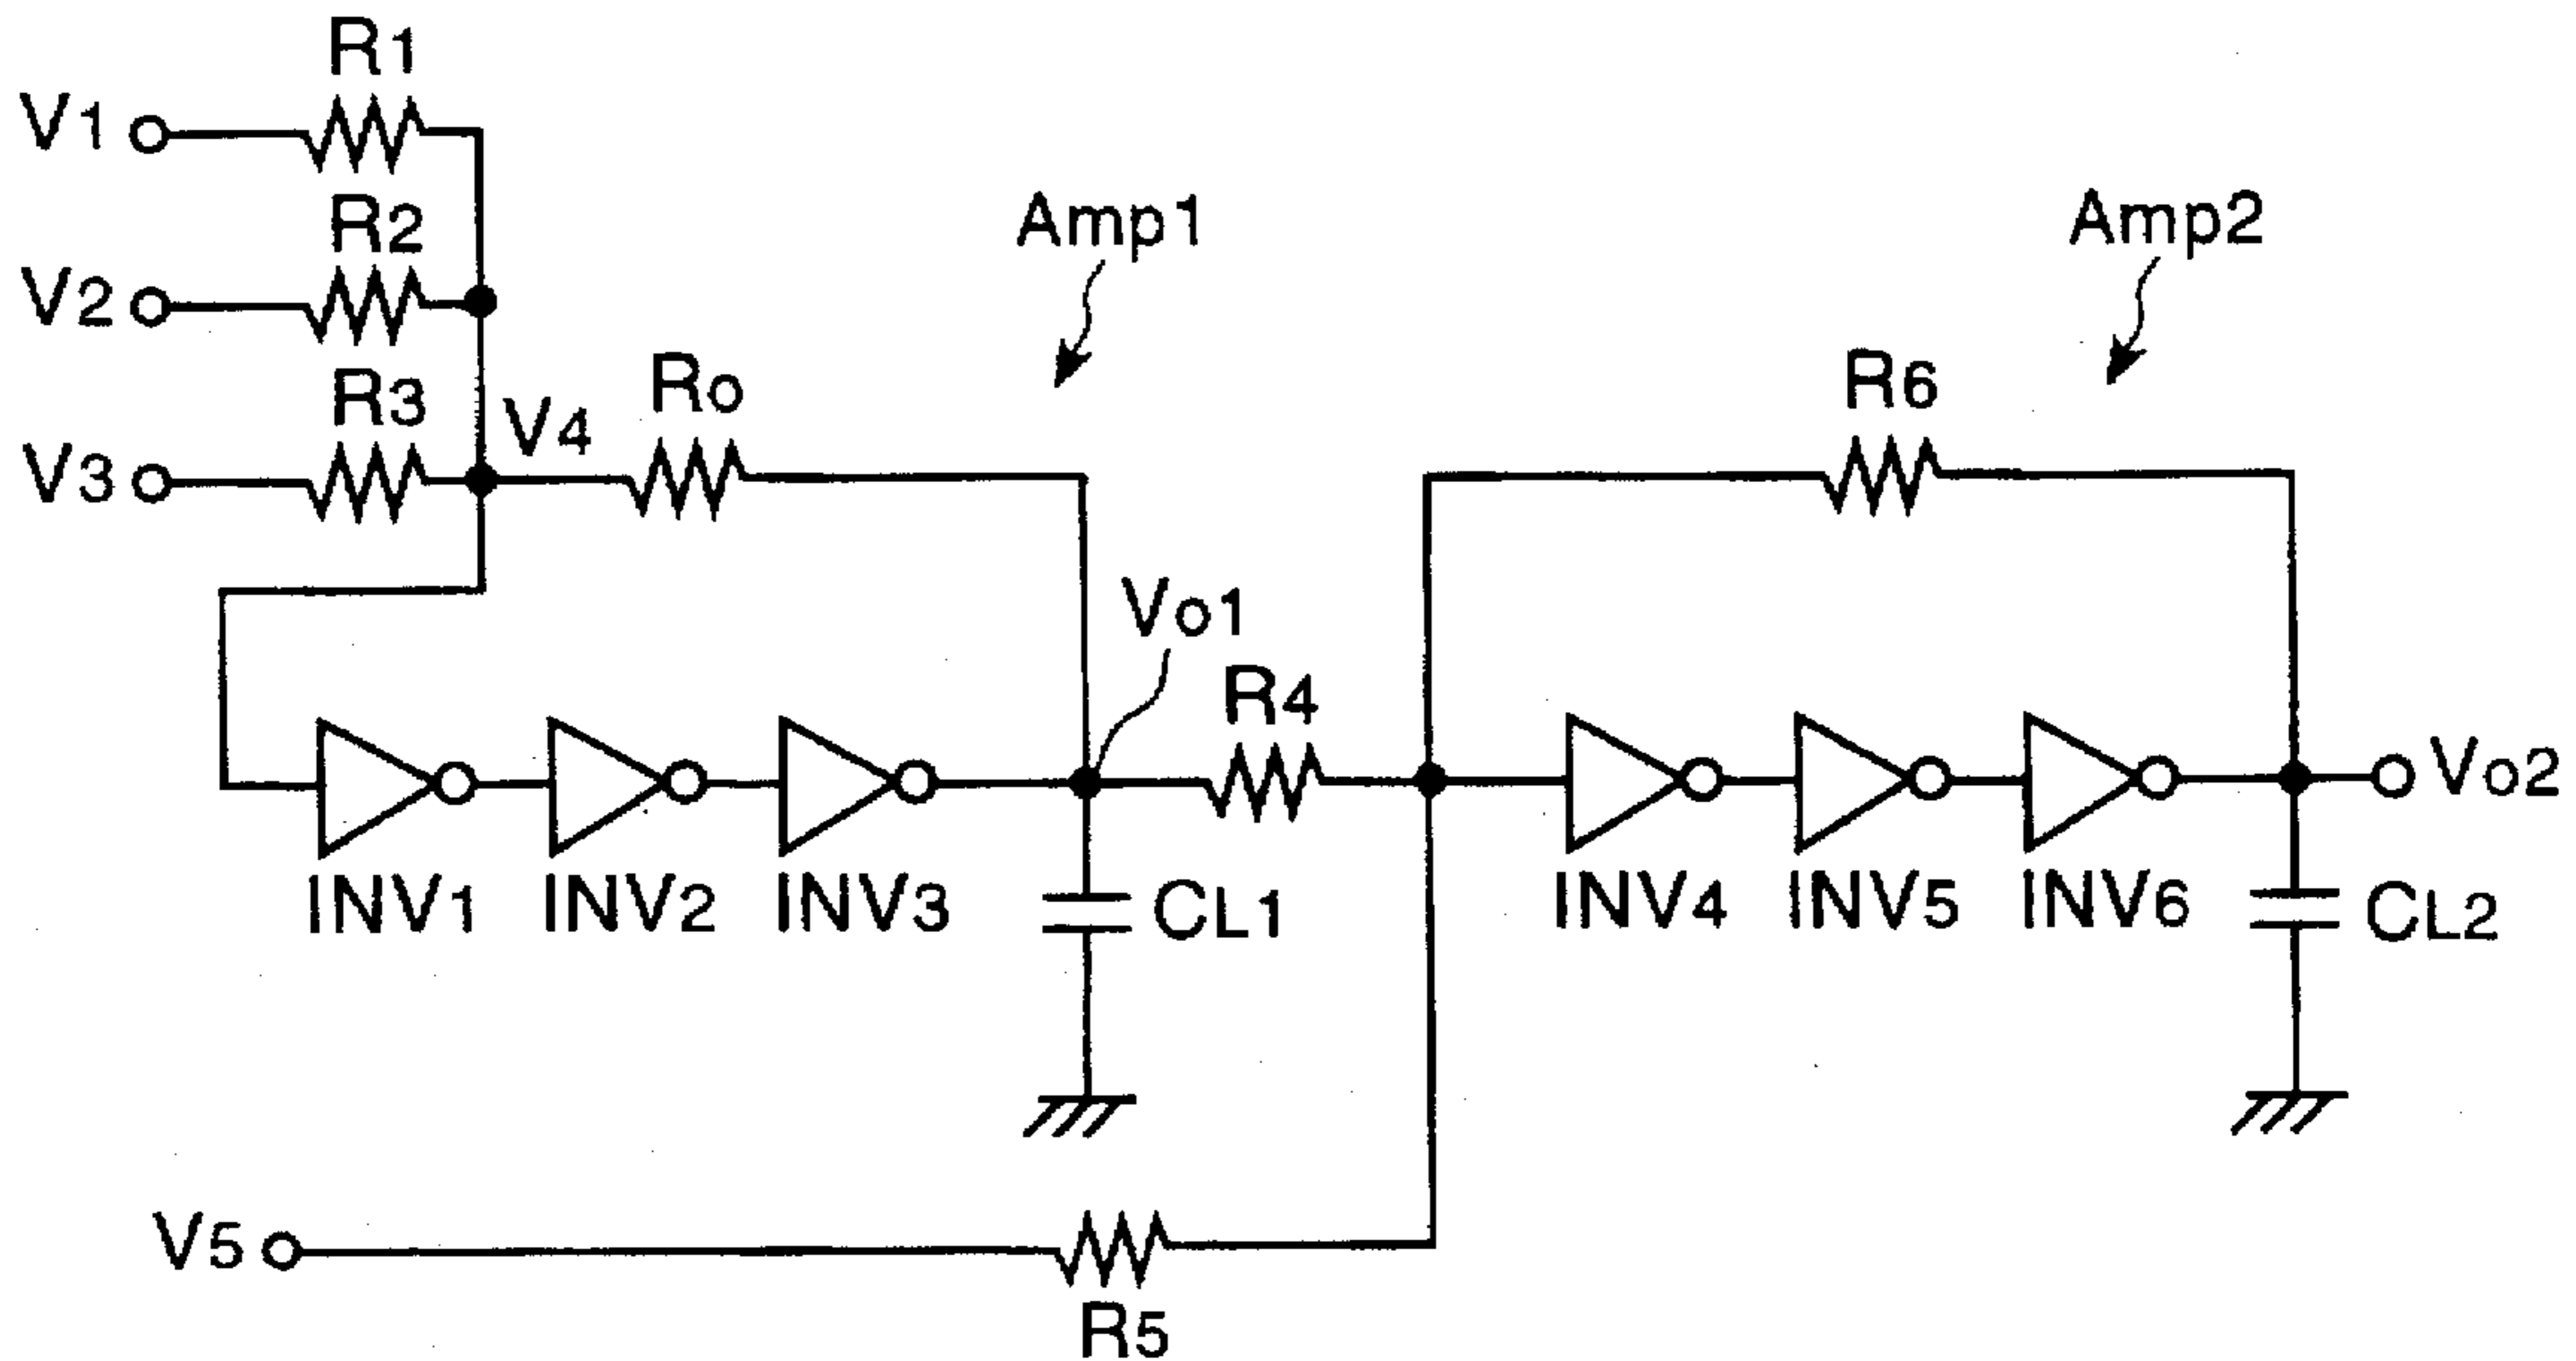 R1
V1
R2
V2
R3
V3
V4
Ro
Amp1
Amp2
R6
Vo1
R4
Vo2
INV1
INV2
INV3
CL1
INV4
INV5
INV6
CL2
V5
R5